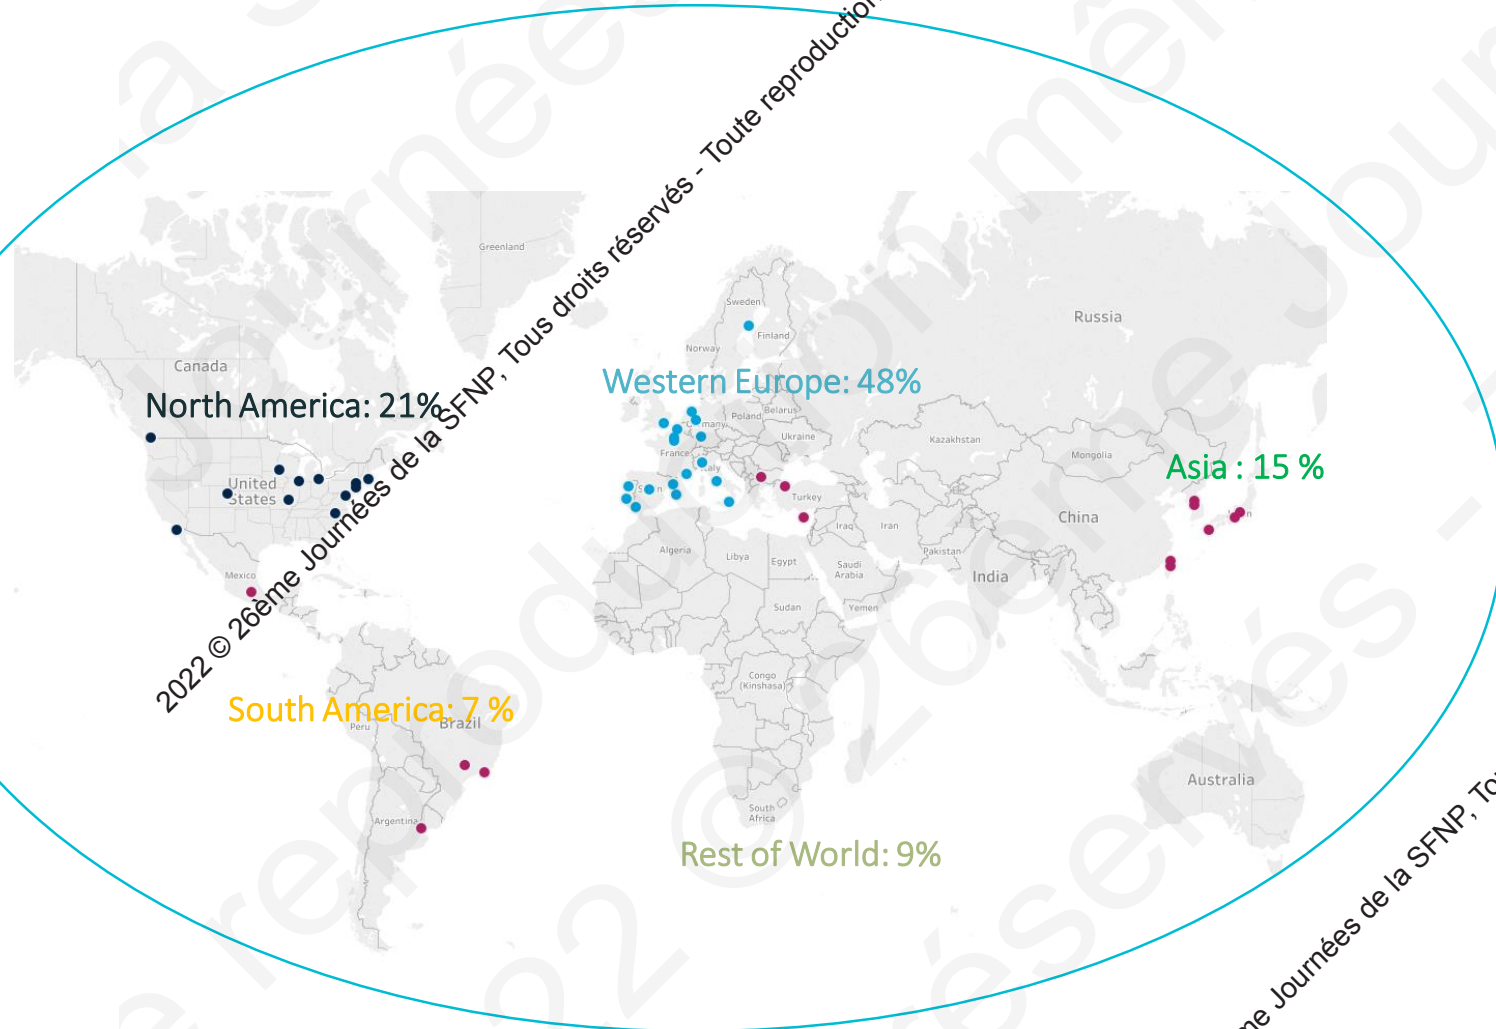 Greenland
Sweden
Finland
Norway
Russia
Canada
North America: 21%
Western Europe: 48%
Poland
Belarus
Ukraine
France
Kazakhstan
Mongolia
Asia : 15 %
United
States
Turkey
China
Iraq
Iran
Algeria
Libya
Egypt
Saudi
Arabia
Pakistan
India
Mexico
Sudan
Yemen
Congo
(Kinshasa)
South America: 7 %
Peru
Brazil
Australia
South
Africa
Argentina
Rest of World: 9%
2022 © 26ème Journées de la SFNP, Tous droits réservés - Toute reproduction
me Journées de la SFNP, To